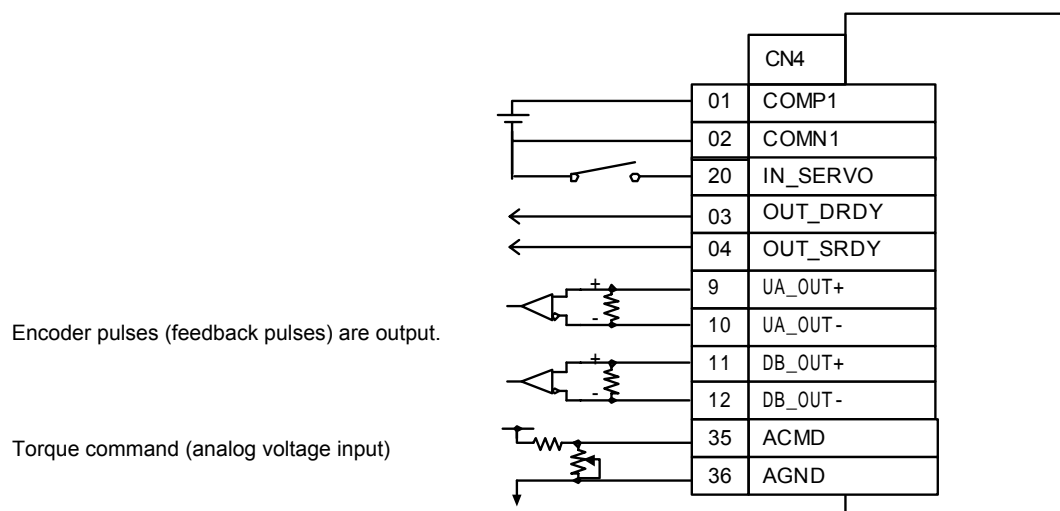 CN4
01 COMP1
02 COMN1
20 IN_SERVO
03 OUT_DRDY
04 OUT_SRDY
+
9 UA_OUT+
-
10 UA_OUT-
Encoder pulses (feedback pulses) are output.
+
11 DB_OUT+
-
12 DB_OUT-
Torque command (analog voltage input)
35 ACMD
36 AGND